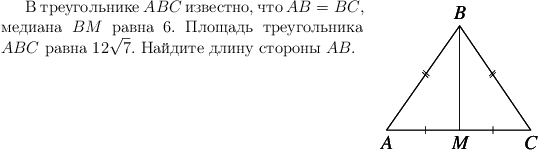 В треугольнике ABC известно, что AB = BC,
медиана BM равна 6. Площадь треугольника
ABC равна 12√7. Найдите длину стороны AB.
B
A M C